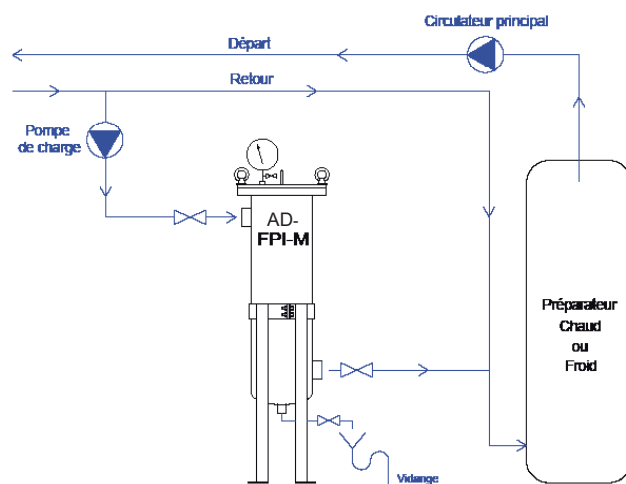 Circulateur principal
Départ
Retour
Pompe
de charge
AD-
FPI-M
Préparateur
Chaud
ou
Froid
Vidange